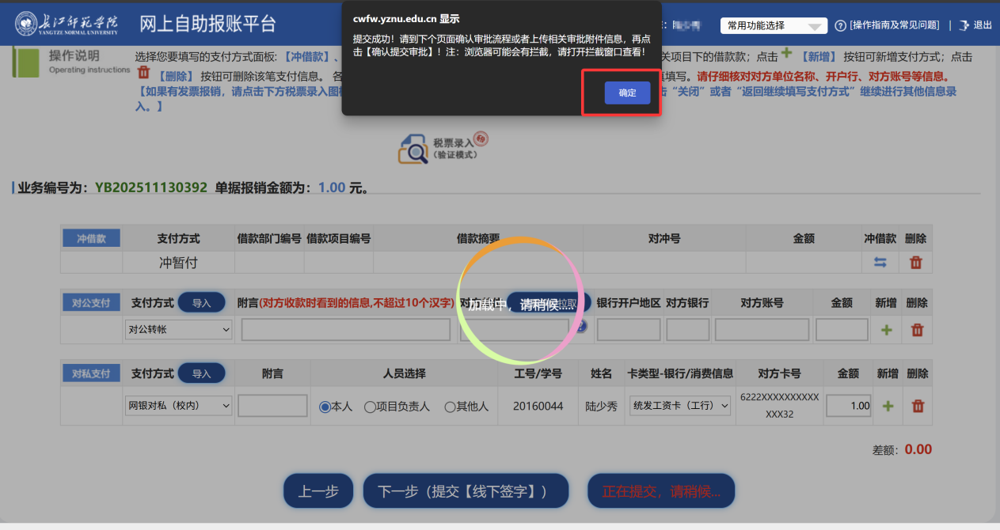 长江师范学院
YANGTZE NORMAL UNIVERSITY
网上自助报账平台
常用功能选择
[操作指南及常见问题] | 退出
cwfw.yznu.edu.cn 显示
提交成功！请到下个页面确认审批流程或者上传相关审批附件信息，再点
击【确认提交审批】！注：浏览器可能会有拦截，请打开拦截窗口查看！
确定
操作说明
Operating instructions
选择您要填写的支付方式面板:【冲借款】、
关项目下的借款款；点击 【新增】 按钮可新增支付方式；点击
【删除】 按钮可删除该笔支付信息。 各
填写。请仔细核对对方单位名称、开户行、对方账号等信息。
【如果有发票报销，请点击下方税票录入图
击“关闭”或者“返回继续填写支付方式”继续进行其他信息录
入。】
税票录入
（验证模式）
业务编号为：YB202511130392 单据报销金额为：1.00 元。
冲借款 支付方式 借款部门编号 借款项目编号 借款摘要 对冲号 金额 冲借款 删除
冲暂付
对公支付 支付方式 导入 附言(对方收款时看到的信息,不超过10个汉字) 银行开户地区 对方银行 对方账号 金额 新增 删除
加载中，请稍候.....
对公转帐
对私支付 支付方式 导入 附言 人员选择 工号/学号 姓名 卡类型-银行/消费信息 对方卡号 金额 新增 删除
网银对私（校内） 本人 项目负责人 其他人 20160044 陆少秀 统发工资卡（工行） 6222XXXXXXXXXX 1.00
XXX32
差额: 0.00
上一步 下一步（提交【线下签字】） 正在提交，请稍候...